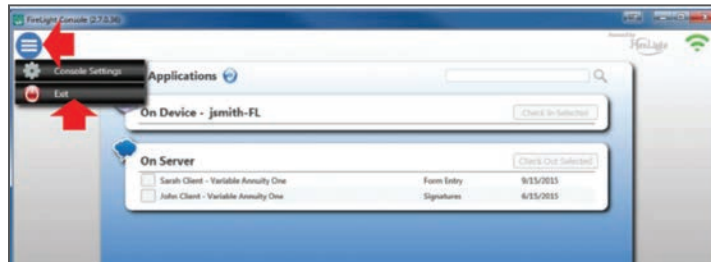 FireLight Console (2.7.0.36)
FireLight
Console Settings
Exit
Applications
On Device - jsmith-FL
Check In Selected
On Server
Check Out Selected
Sarah Client - Variable Annuity One Form Entry 9/15/2015
John Client - Variable Annuity One Signatures 6/15/2015